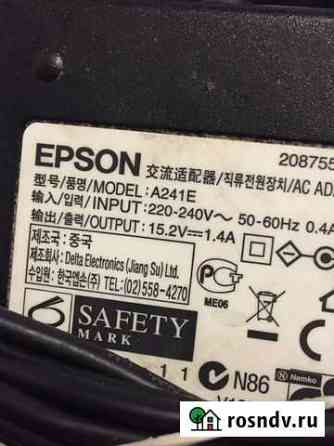 208755
EPSON 交流适配器/직류전원장치/AC AD
型号/품명/MODEL: A241E
输入/입력/INPUT: 220-240V~ 50-60Hz 0.4A
输出/출력/OUTPUT: 15.2V⎓1.4A
제조국: 중국
제조원: Delta Electronics (Jiang Su) Ltd.
수입원: 한국엡손(주) TEL:(02)558-4270
ME06
SAFETY
MARK
N86
Nemko
rosndv.ru